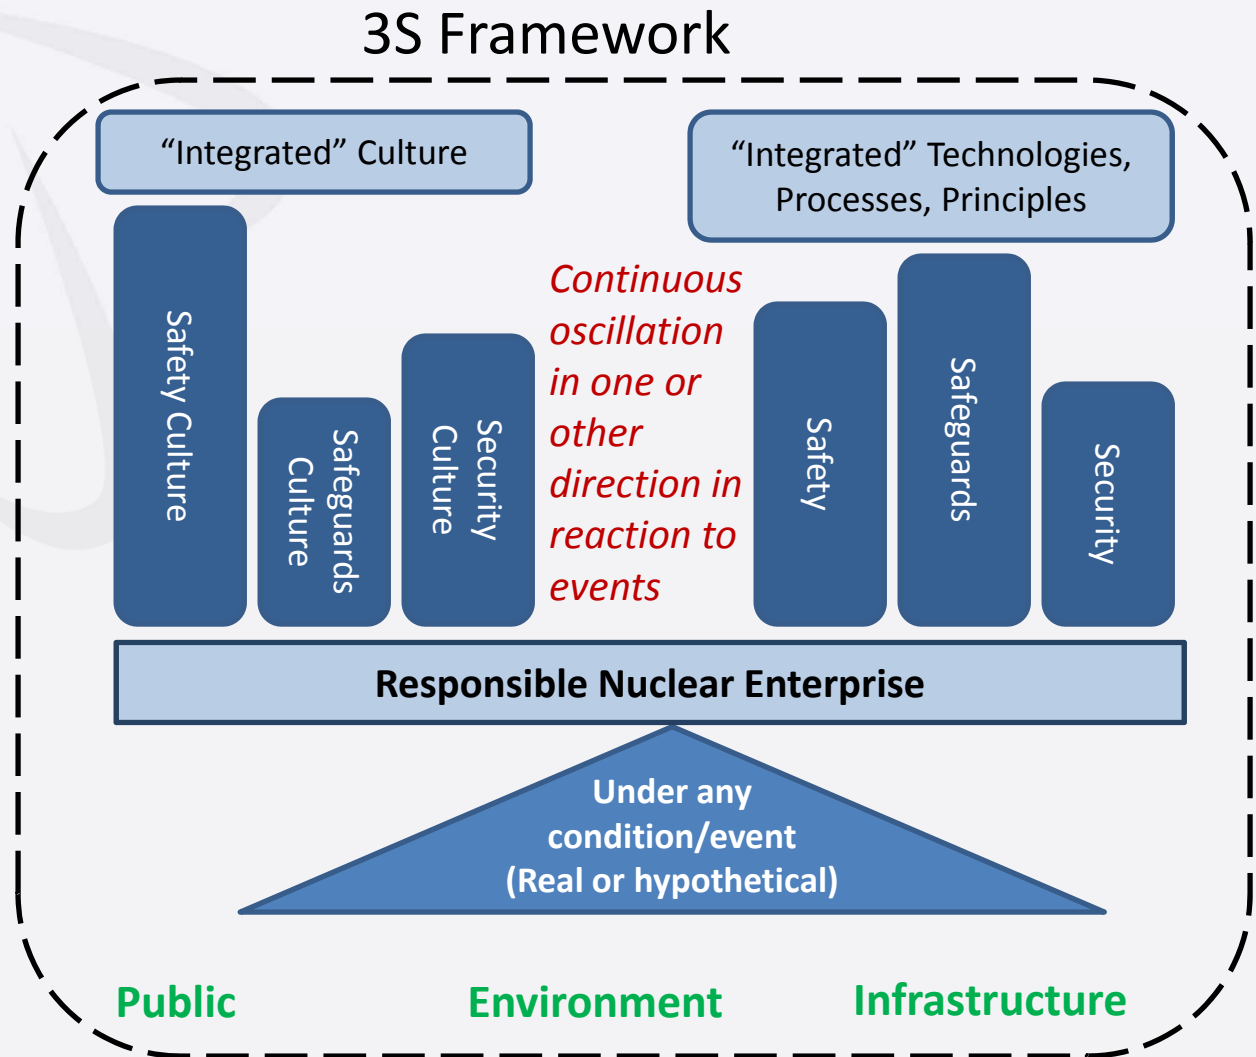 3S Framework
“Integrated” Culture
“Integrated” Technologies,
Processes, Principles
Safety Culture
Safeguards
Culture
Security
Culture
Continuous
oscillation
in one or
other
direction in
reaction to
events
Safety
Safeguards
Security
Responsible Nuclear Enterprise
Under any
condition/event
(Real or hypothetical)
Public
Environment
Infrastructure